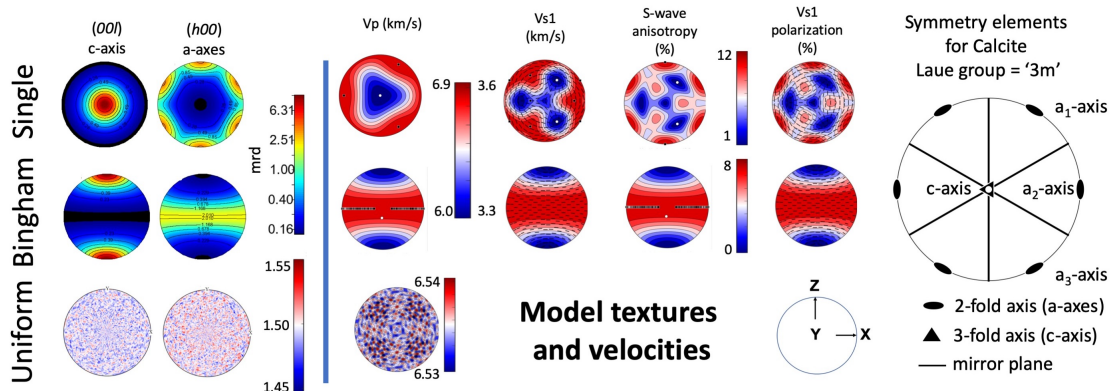 (00l)
c-axis
(h00)
a-axes
Vp (km/s)
Vs1
(km/s)
S-wave
anisotropy
(%)
Vs1
polarization
(%)
Symmetry elements
for Calcite
Laue group = ‘3m’
Single
Bingham
Uniform
6.31
2.51
1.00
0.40
0.16
mrd
6.9
6.0
3.6
3.3
12
1
8
0
a1-axis
c-axis
a2-axis
a3-axis
1.55
1.50
1.45
6.54
6.53
Model textures
and velocities
Z
Y
X
2-fold axis (a-axes)
3-fold axis (c-axis)
mirror plane